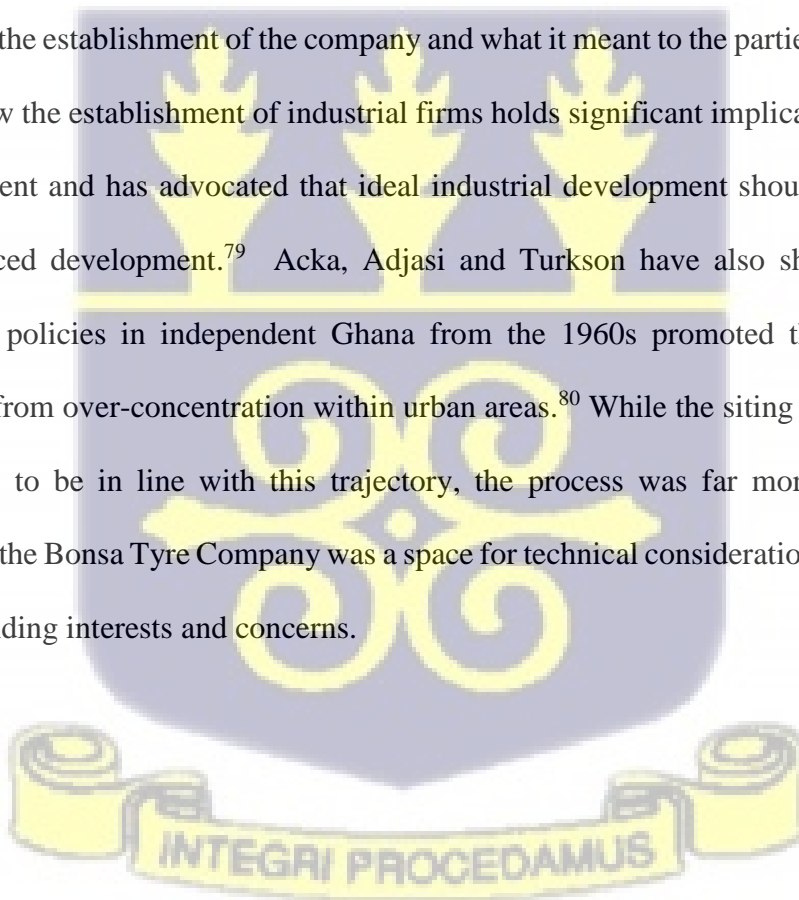 the establishment of the company and what it meant to the partie
w the establishment of industrial firms holds significant implica
ent and has advocated that ideal industrial development shou
ced development.79 Acka, Adjasi and Turkson have also sh
policies in independent Ghana from the 1960s promoted t
from over-concentration within urban areas.80 While the siting
to be in line with this trajectory, the process was far mor
the Bonsa Tyre Company was a space for technical consideratio
ding interests and concerns.
INTEGRI PROCEDAMUS